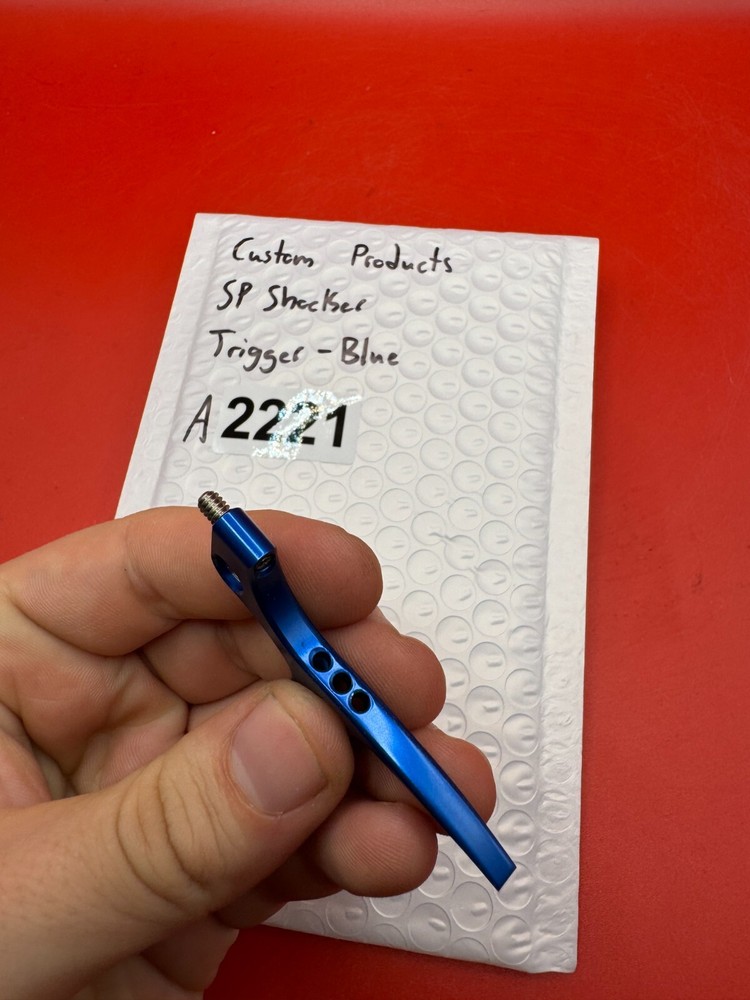 Custom Products
SP Shocker
Trigger - Blue
A 2221